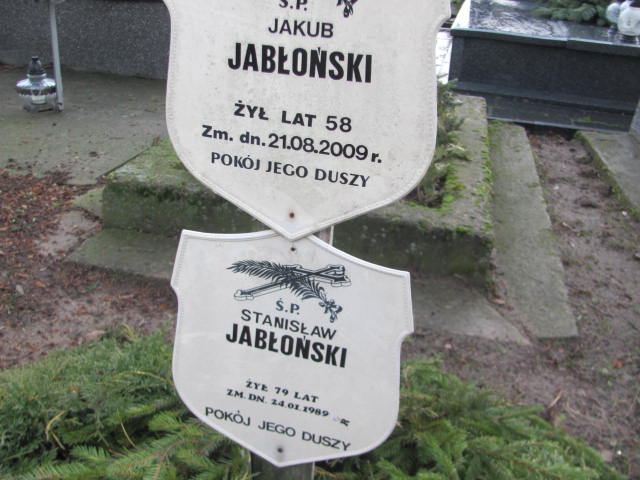 Ś.P.
JAKUB
JABŁOŃSKI
ŻYŁ LAT 58
Zm. dn. 21.08.2009 r.
POKÓJ JEGO DUSZY
Ś.P.
STANISŁAW
JABŁOŃSKI
ŻYŁ 79 LAT
ZM. DN. 24.01.1989 R
POKÓJ JEGO DUSZY